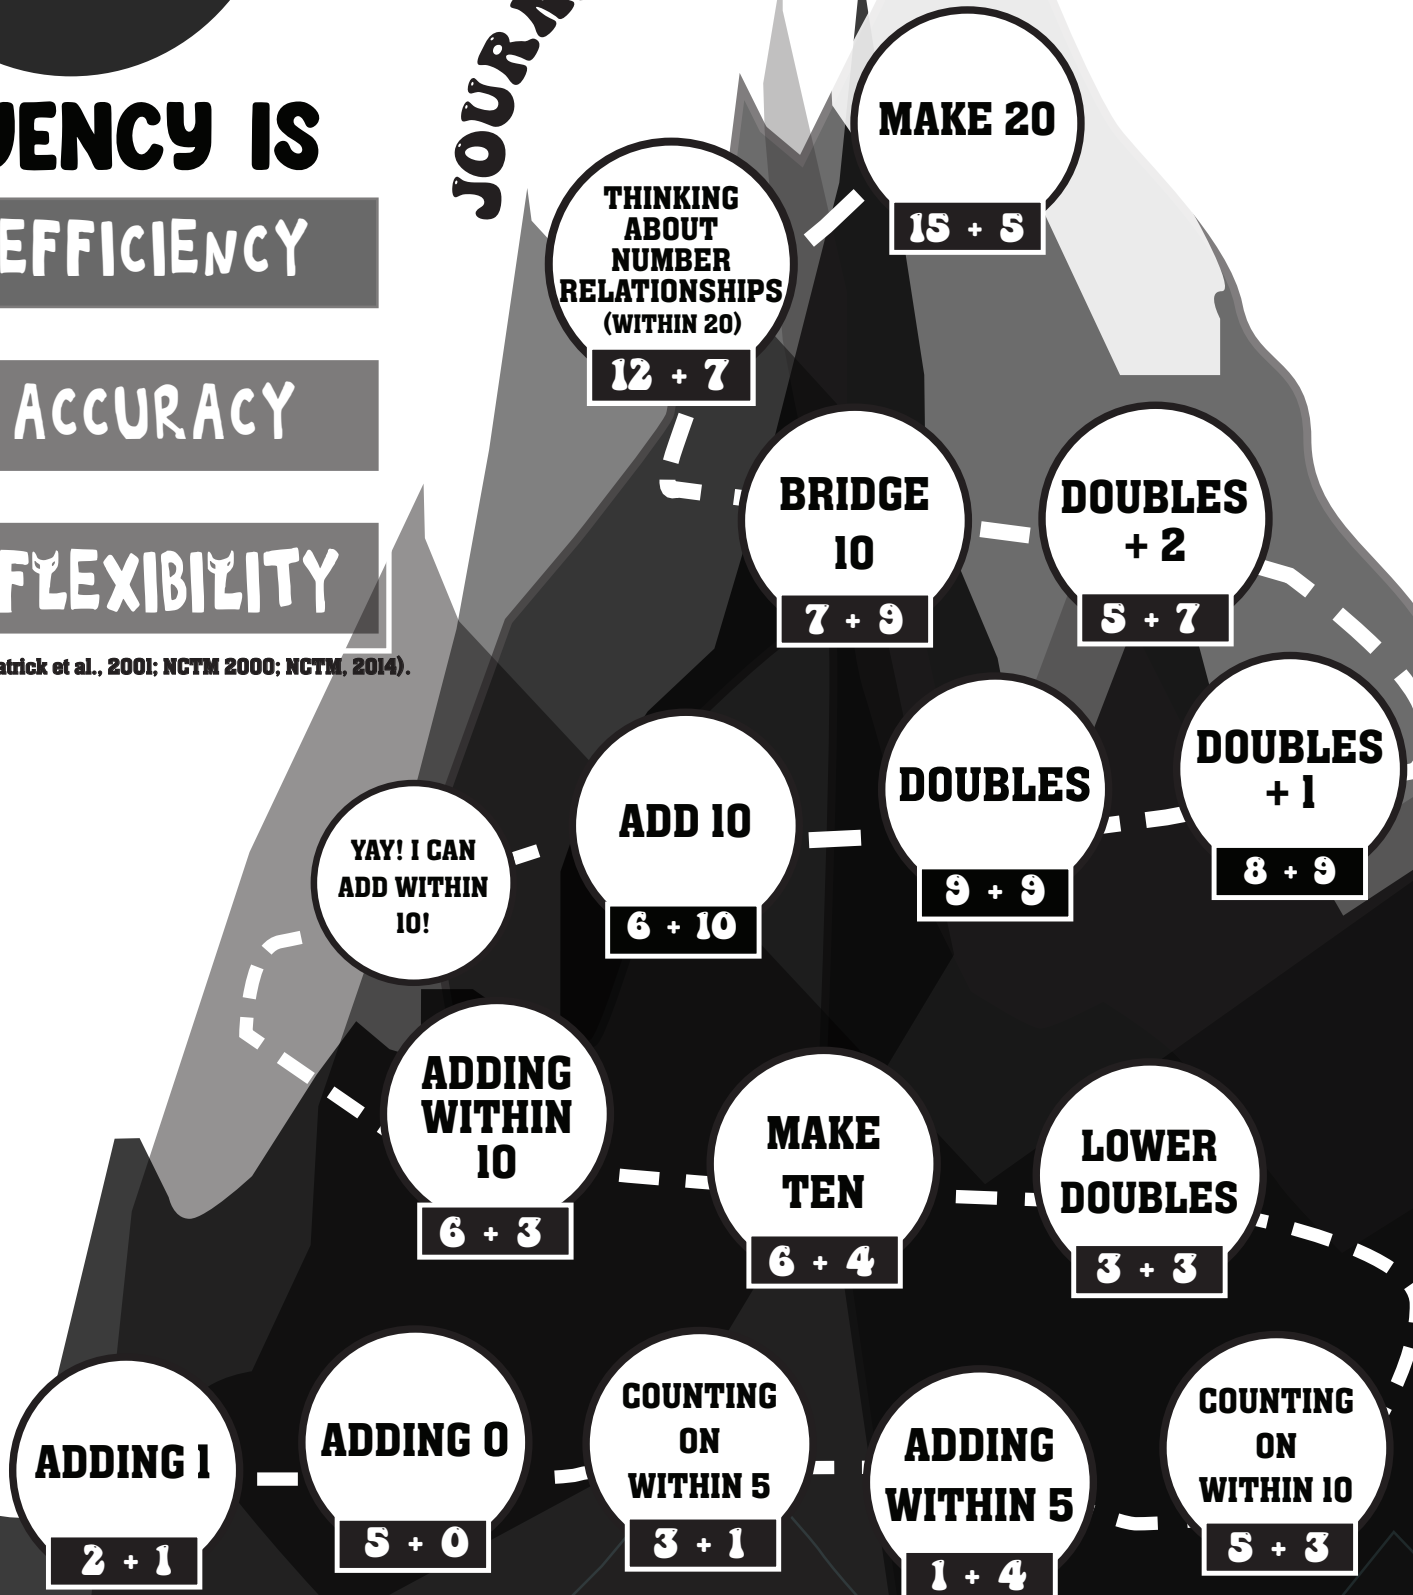 UENCY IS
EFFICIENCY
ACCURACY
FLEXIBILITY
atrick et al., 2001; NCTM 2000; NCTM, 2014).
JOURN
MAKE 20
15 + 5
THINKING
ABOUT
NUMBER
RELATIONSHIPS
(WITHIN 20)
12 + 7
BRIDGE
10
7 + 9
DOUBLES
+ 2
5 + 7
DOUBLES
+ 1
8 + 9
DOUBLES
9 + 9
ADD 10
6 + 10
YAY! I CAN
ADD WITHIN
10!
ADDING
WITHIN
10
6 + 3
MAKE
TEN
6 + 4
LOWER
DOUBLES
3 + 3
ADDING 1
2 + 1
ADDING 0
5 + 0
COUNTING
ON
WITHIN 5
3 + 1
ADDING
WITHIN 5
1 + 4
COUNTING
ON
WITHIN 10
5 + 3